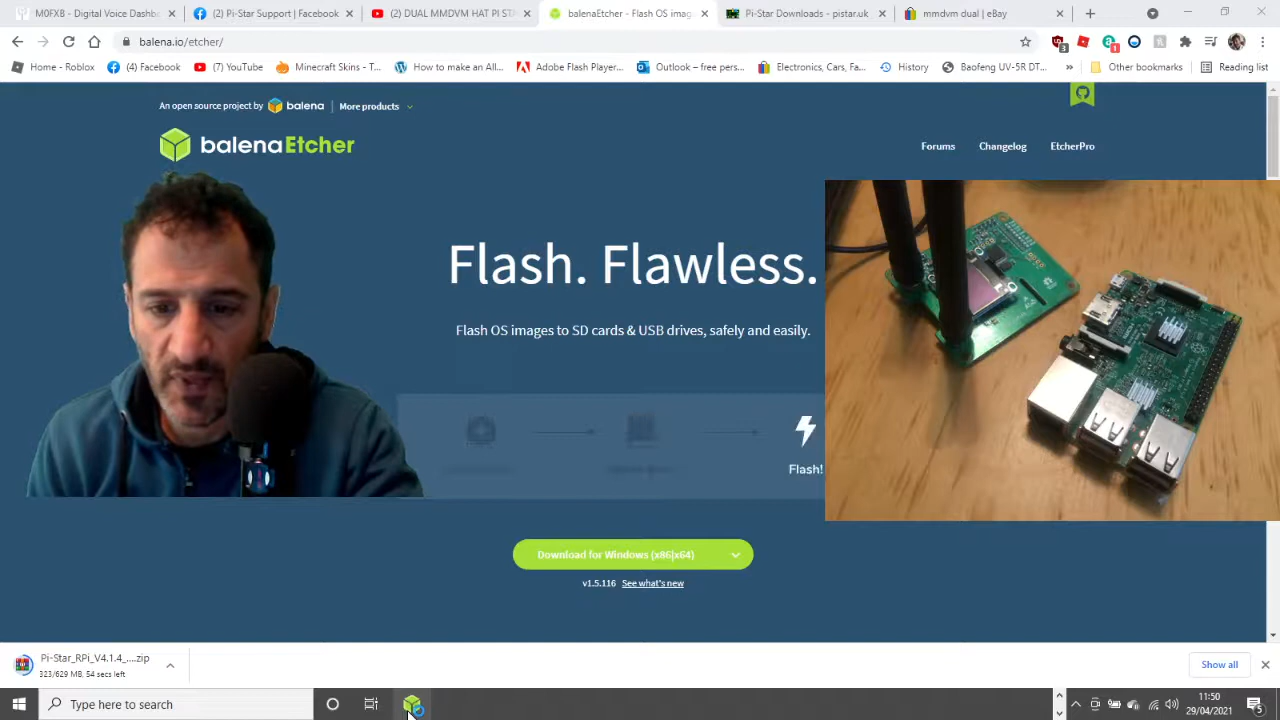 M0FXB - Digital Voice Dashbo
(2) Pi-Star Support | Facebook
(2) DUAL MMDVM HAT PI STA
balenaEtcher - Flash OS imag
Pi-Star Downloads - pistar.uk
mmdvm dual | eBay
balena.io/etcher/
3
1
Home - Roblox
(4) Facebook
(7) YouTube
Minecraft Skins - T...
How to make an All...
Adobe Flash Player...
Outlook – free pers...
Electronics, Cars, Fa...
History
Baofeng UV-5R DT...
»
Other bookmarks
Reading list
An open source project by balena
More products
balenaEtcher
Forums
Changelog
EtcherPro
Flash. Flawless.
Flash OS images to SD cards & USB drives, safely and easily.
Flash!
Download for Windows (x86|x64)
v1.5.116 See what's new
Pi-Star_RPi_V4.1.4_....zip
323/629 MB, 54 secs left
Show all
Type here to search
11:50
29/04/2021
5